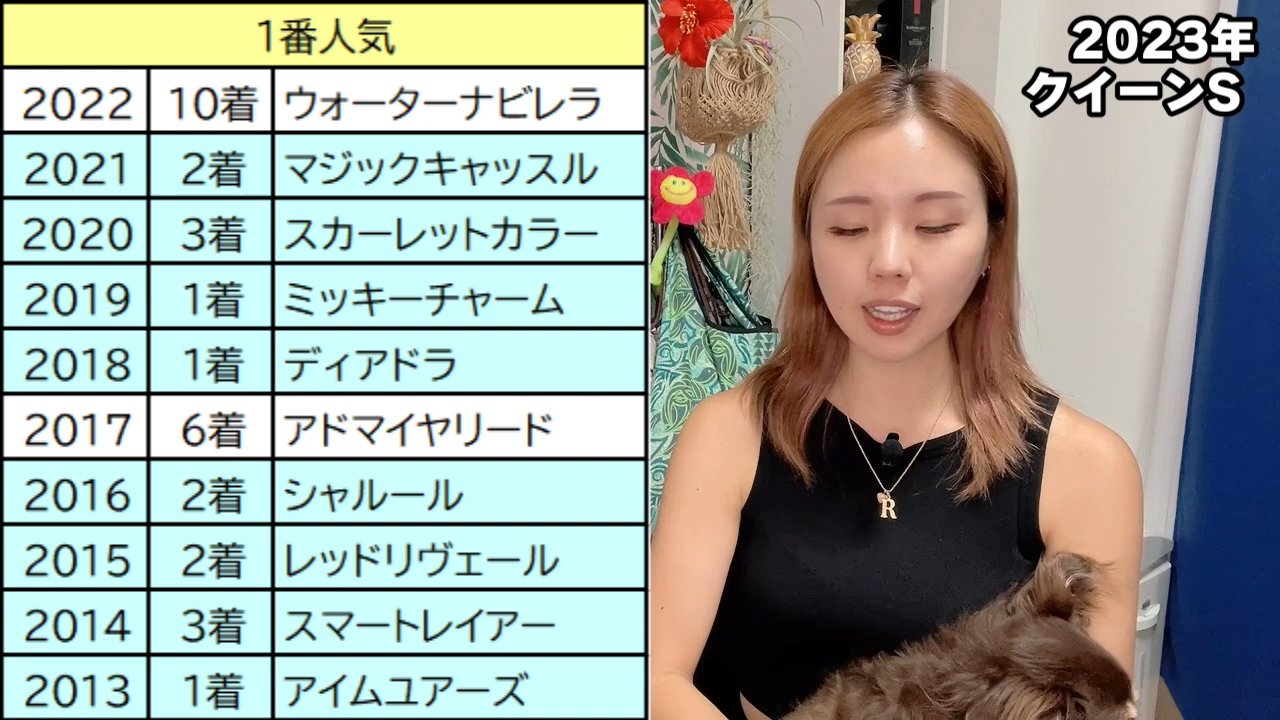 1番人気
2022 10着 ウォーターナビレラ
2021 2着 マジックキャッスル
2020 3着 スカーレットカラー
2019 1着 ミッキーチャーム
2018 1着 ディアドラ
2017 6着 アドマイヤリード
2016 2着 シャルール
2015 2着 レッドリヴェール
2014 3着 スマートレイアー
2013 1着 アイムユアーズ
2023年
クイーンS
R